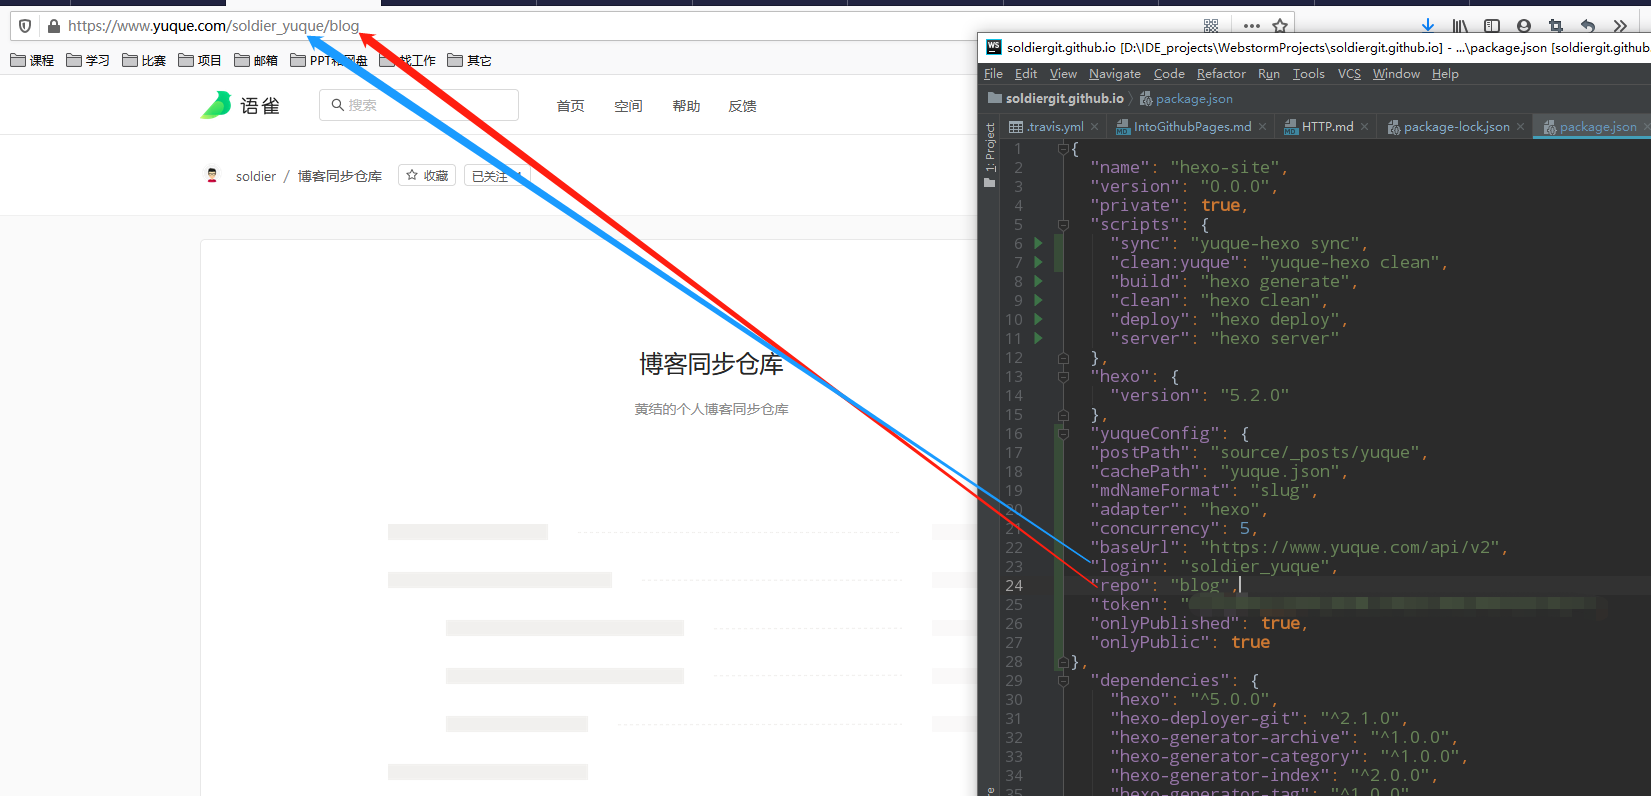 https://www.yuque.com/soldier_yuque/blog
课程 学习 比赛 项目 邮箱 找工作 其它
语雀 搜索 首页 空间 帮助 反馈
soldier / 博客同步仓库 收藏 已关注
博客同步仓库
黄结的个人博客同步仓库
WS soldiergit.github.io [D:\IDE_projects\WebstormProjects\soldiergit.github.io] - ...\package.json [soldiergit.github.
File Edit View Navigate Code Refactor Run Tools VCS Window Help
soldiergit.github.io package.json
.travis.yml IntoGithubPages.md HTTP.md package-lock.json package.json
1: Project
1 {
2 "name": "hexo-site",
3 "version": "0.0.0",
4 "private": true,
5 "scripts": {
6 "sync": "yuque-hexo sync",
7 "clean:yuque": "yuque-hexo clean",
8 "build": "hexo generate",
9 "clean": "hexo clean",
10 "deploy": "hexo deploy",
11 "server": "hexo server"
12 },
13 "hexo": {
14 "version": "5.2.0"
15 },
16 "yuqueConfig": {
17 "postPath": "source/_posts/yuque",
18 "cachePath": "yuque.json",
19 "mdNameFormat": "slug",
20 "adapter": "hexo",
21 "concurrency": 5,
22 "baseUrl": "https://www.yuque.com/api/v2",
23 "login": "soldier_yuque",
24 "repo": "blog",
25 "token": "
26 "onlyPublished": true,
27 "onlyPublic": true
28 },
29 "dependencies": {
30 "hexo": "^5.0.0",
31 "hexo-deployer-git": "^2.1.0",
32 "hexo-generator-archive": "^1.0.0",
33 "hexo-generator-category": "^1.0.0",
34 "hexo-generator-index": "^2.0.0",
35 "hexo-generator-tag": "^1.0.0"